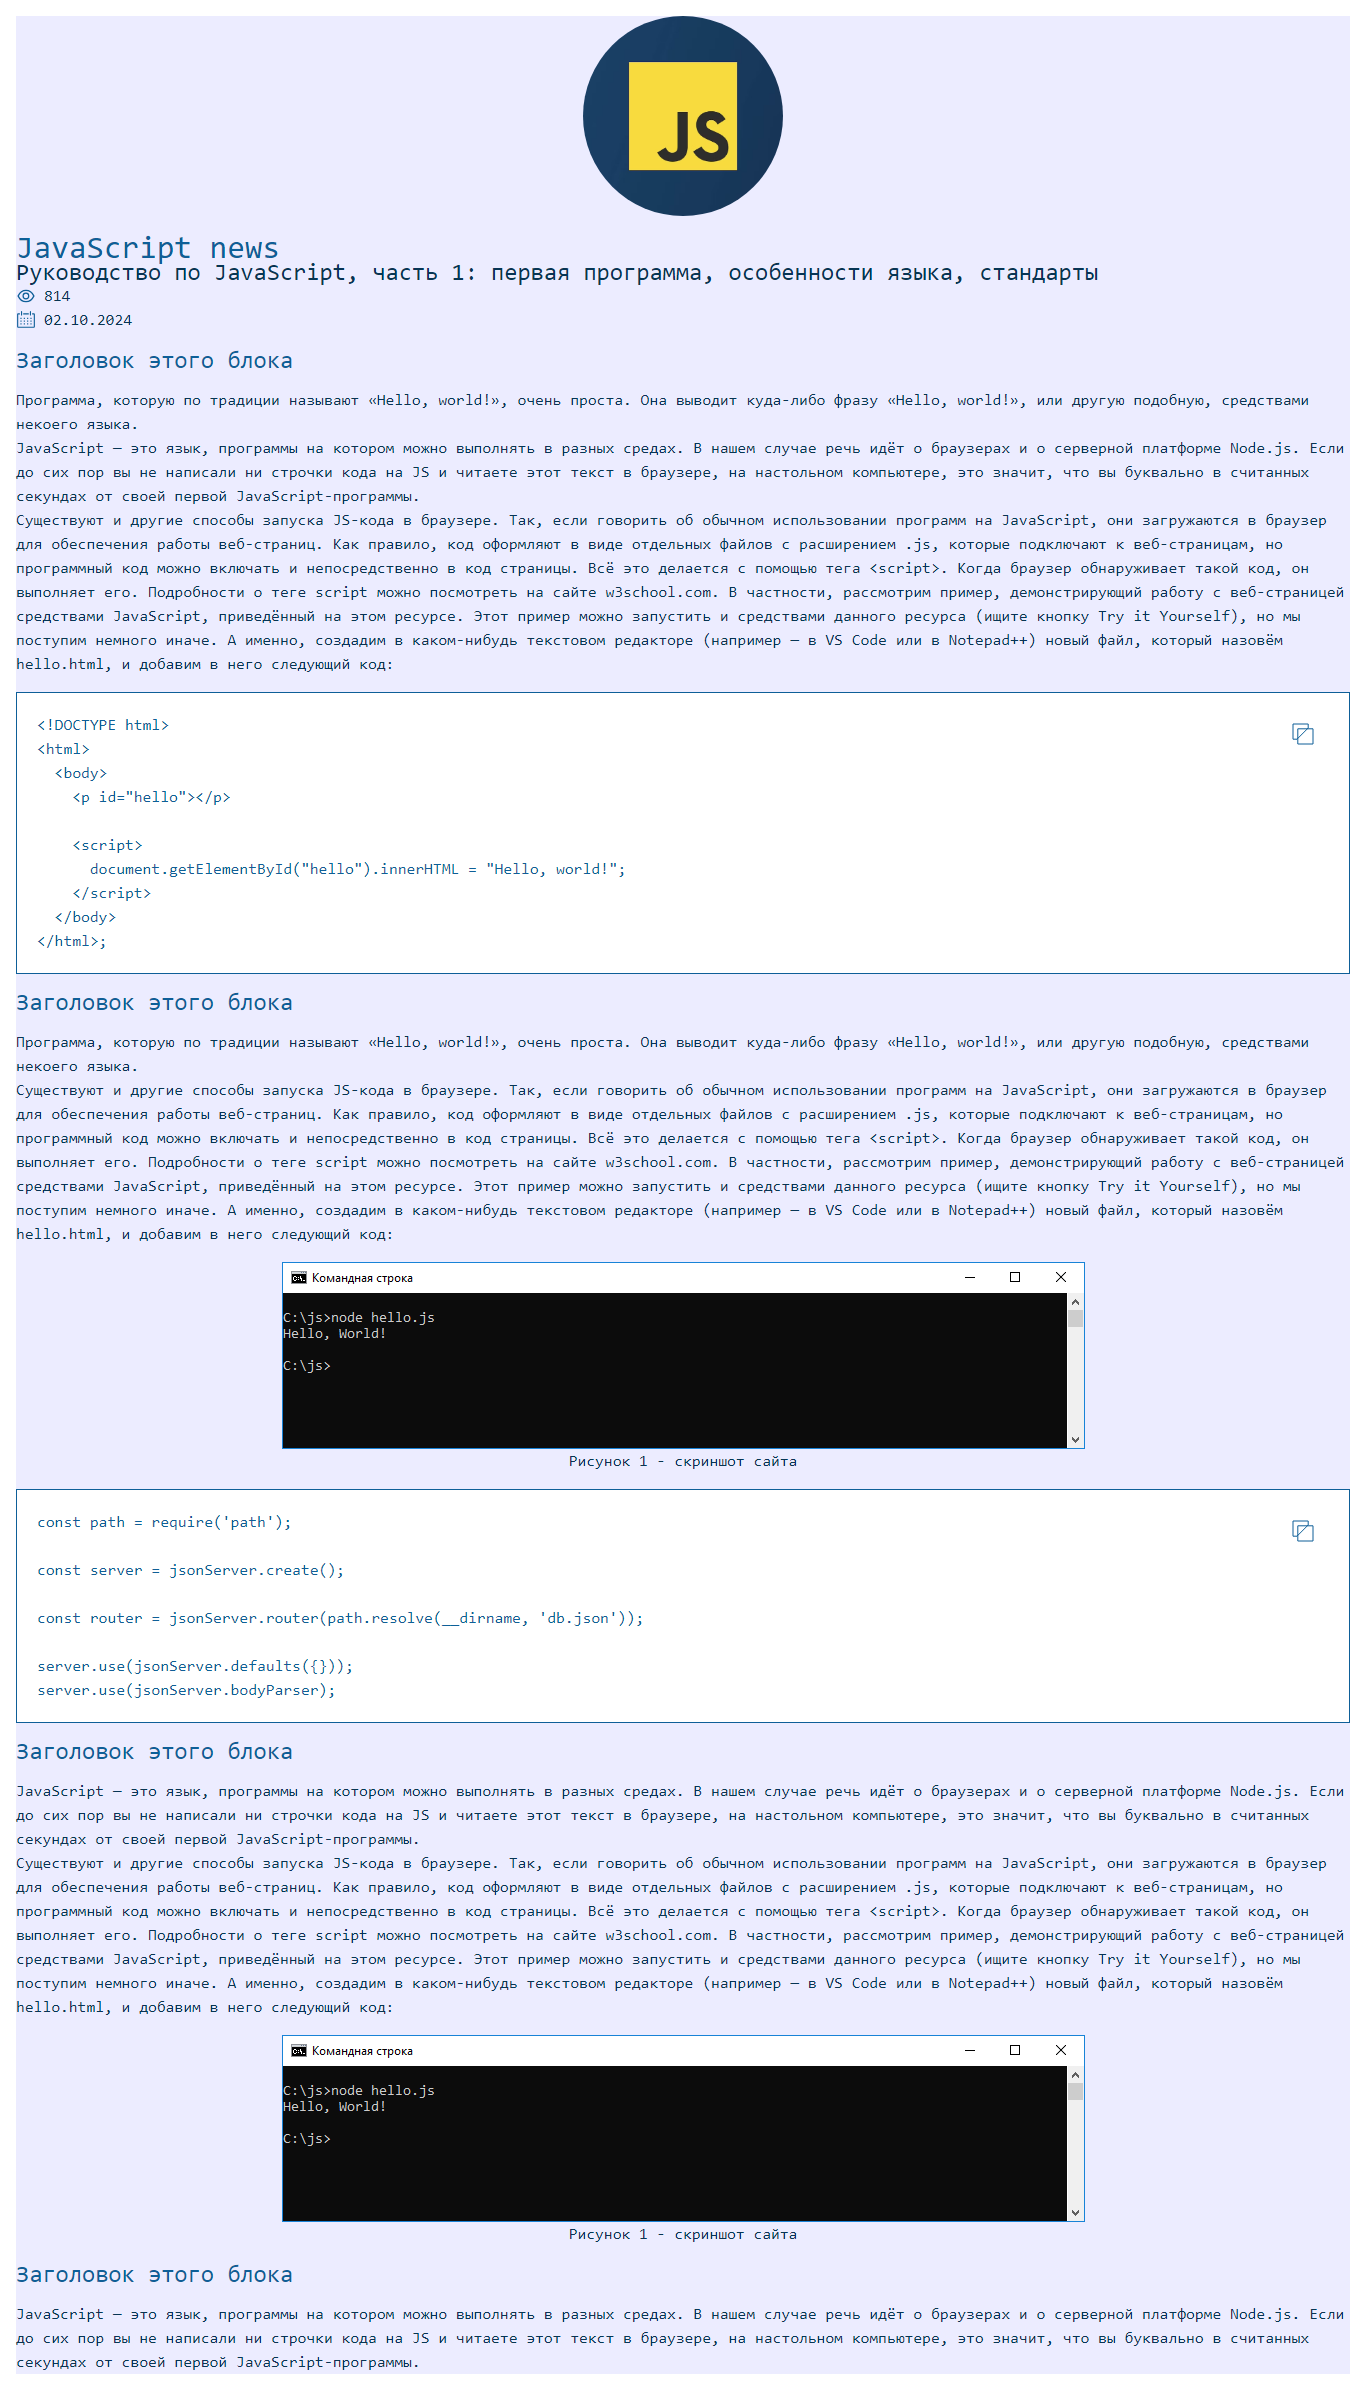 JS
JavaScript news
Руководство по JavaScript, часть 1: первая программа, особенности языка, стандарты
814
02.10.2024
Заголовок этого блока
Программа, которую по традиции называют «Hello, world!», очень проста. Она выводит куда-либо фразу «Hello, world!», или другую подобную, средствами
некоего языка.
JavaScript — это язык, программы на котором можно выполнять в разных средах. В нашем случае речь идёт о браузерах и о серверной платформе Node.js. Если
до сих пор вы не написали ни строчки кода на JS и читаете этот текст в браузере, на настольном компьютере, это значит, что вы буквально в считанных
секундах от своей первой JavaScript-программы.
Существуют и другие способы запуска JS-кода в браузере. Так, если говорить об обычном использовании программ на JavaScript, они загружаются в браузер
для обеспечения работы веб-страниц. Как правило, код оформляют в виде отдельных файлов с расширением .js, которые подключают к веб-страницам, но
программный код можно включать и непосредственно в код страницы. Всё это делается с помощью тега <script>. Когда браузер обнаруживает такой код, он
выполняет его. Подробности о теге script можно посмотреть на сайте w3school.com. В частности, рассмотрим пример, демонстрирующий работу с веб-страницей
средствами JavaScript, приведённый на этом ресурсе. Этот пример можно запустить и средствами данного ресурса (ищите кнопку Try it Yourself), но мы
поступим немного иначе. А именно, создадим в каком-нибудь текстовом редакторе (например — в VS Code или в Notepad++) новый файл, который назовём
hello.html, и добавим в него следующий код:
<!DOCTYPE html>
<html>
  <body>
    <p id="hello"></p>

    <script>
      document.getElementById("hello").innerHTML = "Hello, world!";
    </script>
  </body>
</html>;
Заголовок этого блока
Программа, которую по традиции называют «Hello, world!», очень проста. Она выводит куда-либо фразу «Hello, world!», или другую подобную, средствами
некоего языка.
Существуют и другие способы запуска JS-кода в браузере. Так, если говорить об обычном использовании программ на JavaScript, они загружаются в браузер
для обеспечения работы веб-страниц. Как правило, код оформляют в виде отдельных файлов с расширением .js, которые подключают к веб-страницам, но
программный код можно включать и непосредственно в код страницы. Всё это делается с помощью тега <script>. Когда браузер обнаруживает такой код, он
выполняет его. Подробности о теге script можно посмотреть на сайте w3school.com. В частности, рассмотрим пример, демонстрирующий работу с веб-страницей
средствами JavaScript, приведённый на этом ресурсе. Этот пример можно запустить и средствами данного ресурса (ищите кнопку Try it Yourself), но мы
поступим немного иначе. А именно, создадим в каком-нибудь текстовом редакторе (например — в VS Code или в Notepad++) новый файл, который назовём
hello.html, и добавим в него следующий код:
Командная строка
C:\js>node hello.js
Hello, World!
C:\js>
Рисунок 1 - скриншот сайта
const path = require('path');

const server = jsonServer.create();

const router = jsonServer.router(path.resolve(__dirname, 'db.json'));

server.use(jsonServer.defaults({}));
server.use(jsonServer.bodyParser);
Заголовок этого блока
JavaScript — это язык, программы на котором можно выполнять в разных средах. В нашем случае речь идёт о браузерах и о серверной платформе Node.js. Если
до сих пор вы не написали ни строчки кода на JS и читаете этот текст в браузере, на настольном компьютере, это значит, что вы буквально в считанных
секундах от своей первой JavaScript-программы.
Существуют и другие способы запуска JS-кода в браузере. Так, если говорить об обычном использовании программ на JavaScript, они загружаются в браузер
для обеспечения работы веб-страниц. Как правило, код оформляют в виде отдельных файлов с расширением .js, которые подключают к веб-страницам, но
программный код можно включать и непосредственно в код страницы. Всё это делается с помощью тега <script>. Когда браузер обнаруживает такой код, он
выполняет его. Подробности о теге script можно посмотреть на сайте w3school.com. В частности, рассмотрим пример, демонстрирующий работу с веб-страницей
средствами JavaScript, приведённый на этом ресурсе. Этот пример можно запустить и средствами данного ресурса (ищите кнопку Try it Yourself), но мы
поступим немного иначе. А именно, создадим в каком-нибудь текстовом редакторе (например — в VS Code или в Notepad++) новый файл, который назовём
hello.html, и добавим в него следующий код:
Командная строка
C:\js>node hello.js
Hello, World!
C:\js>
Рисунок 1 - скриншот сайта
Заголовок этого блока
JavaScript — это язык, программы на котором можно выполнять в разных средах. В нашем случае речь идёт о браузерах и о серверной платформе Node.js. Если
до сих пор вы не написали ни строчки кода на JS и читаете этот текст в браузере, на настольном компьютере, это значит, что вы буквально в считанных
секундах от своей первой JavaScript-программы.